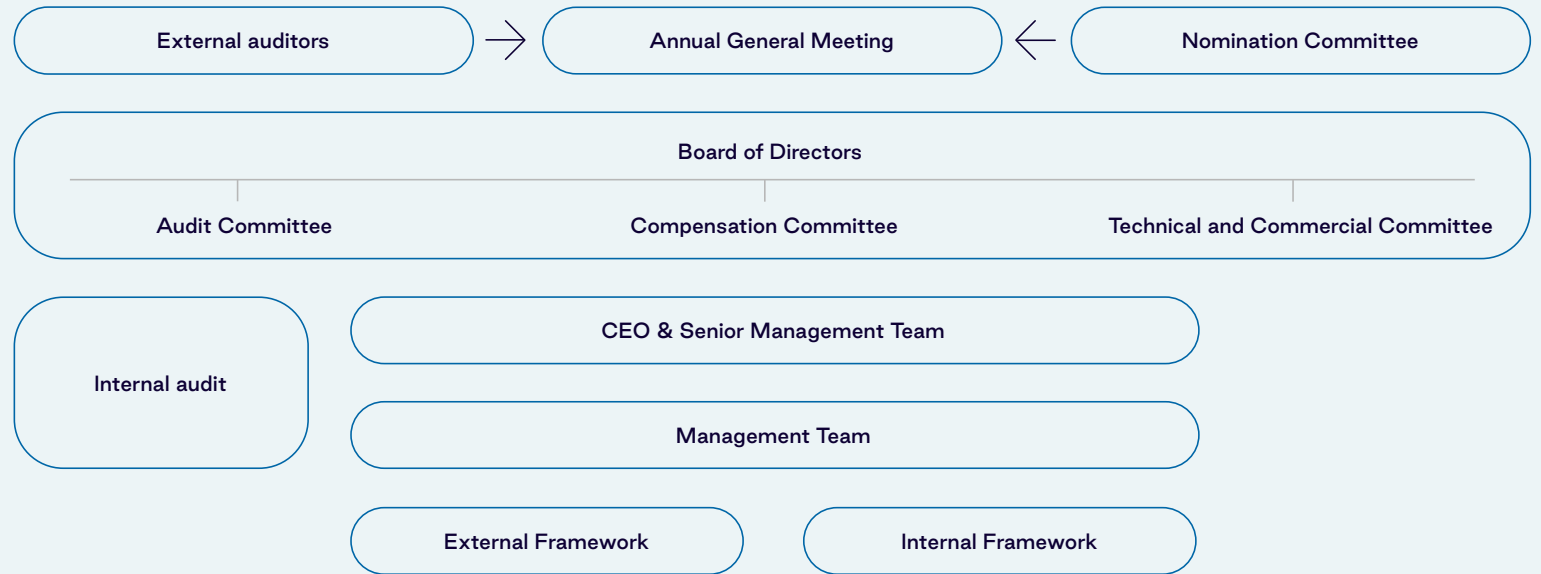 External auditors
Annual General Meeting
Nomination Committee
Board of Directors
Audit Committee
Compensation Committee
Technical and Commercial Committee
Internal audit
CEO & Senior Management Team
Management Team
External Framework
Internal Framework